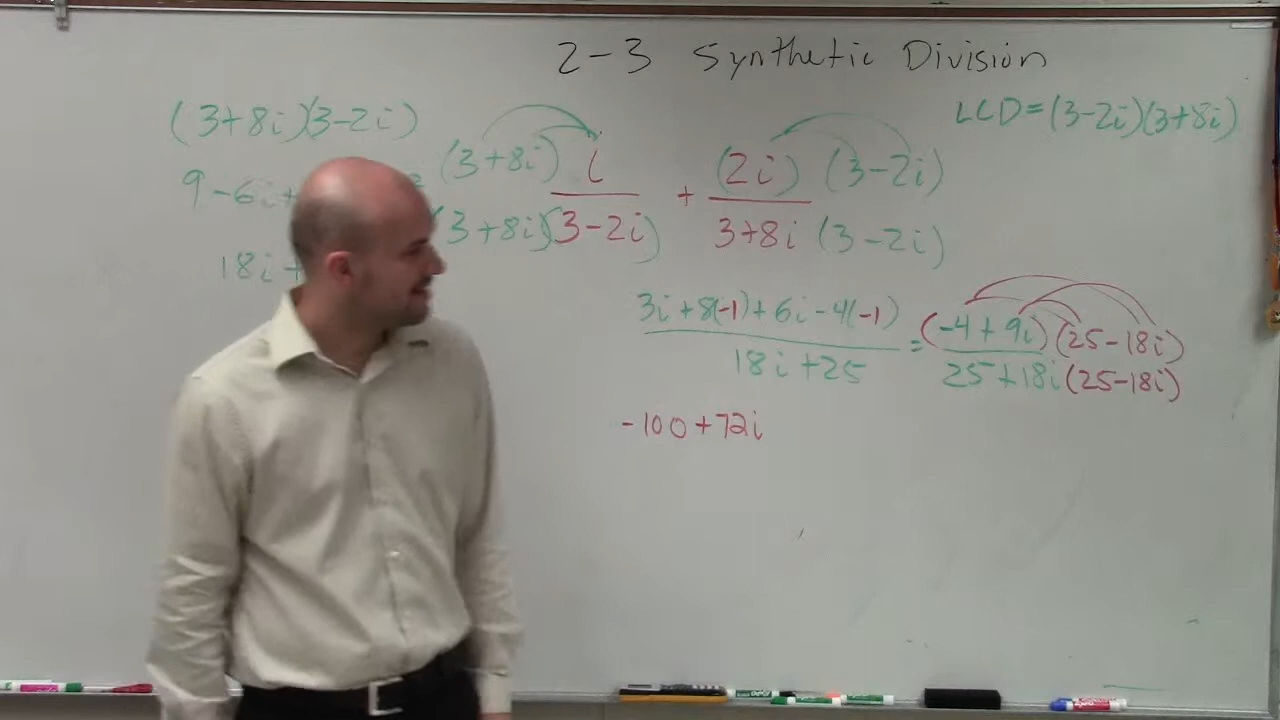 2-3 Synthetic Division
LCD=(3-2i)(3+8i)
(3+8i)(3-2i)
9-6i+
18i+
(3+8i) i + (2i) (3-2i)
(3+8i)(3-2i) 3+8i (3-2i)
3i+8(-1)+6i-4(-1) = (-4+9i)(25-18i)
18i+25 25+18i(25-18i)
-100+72i